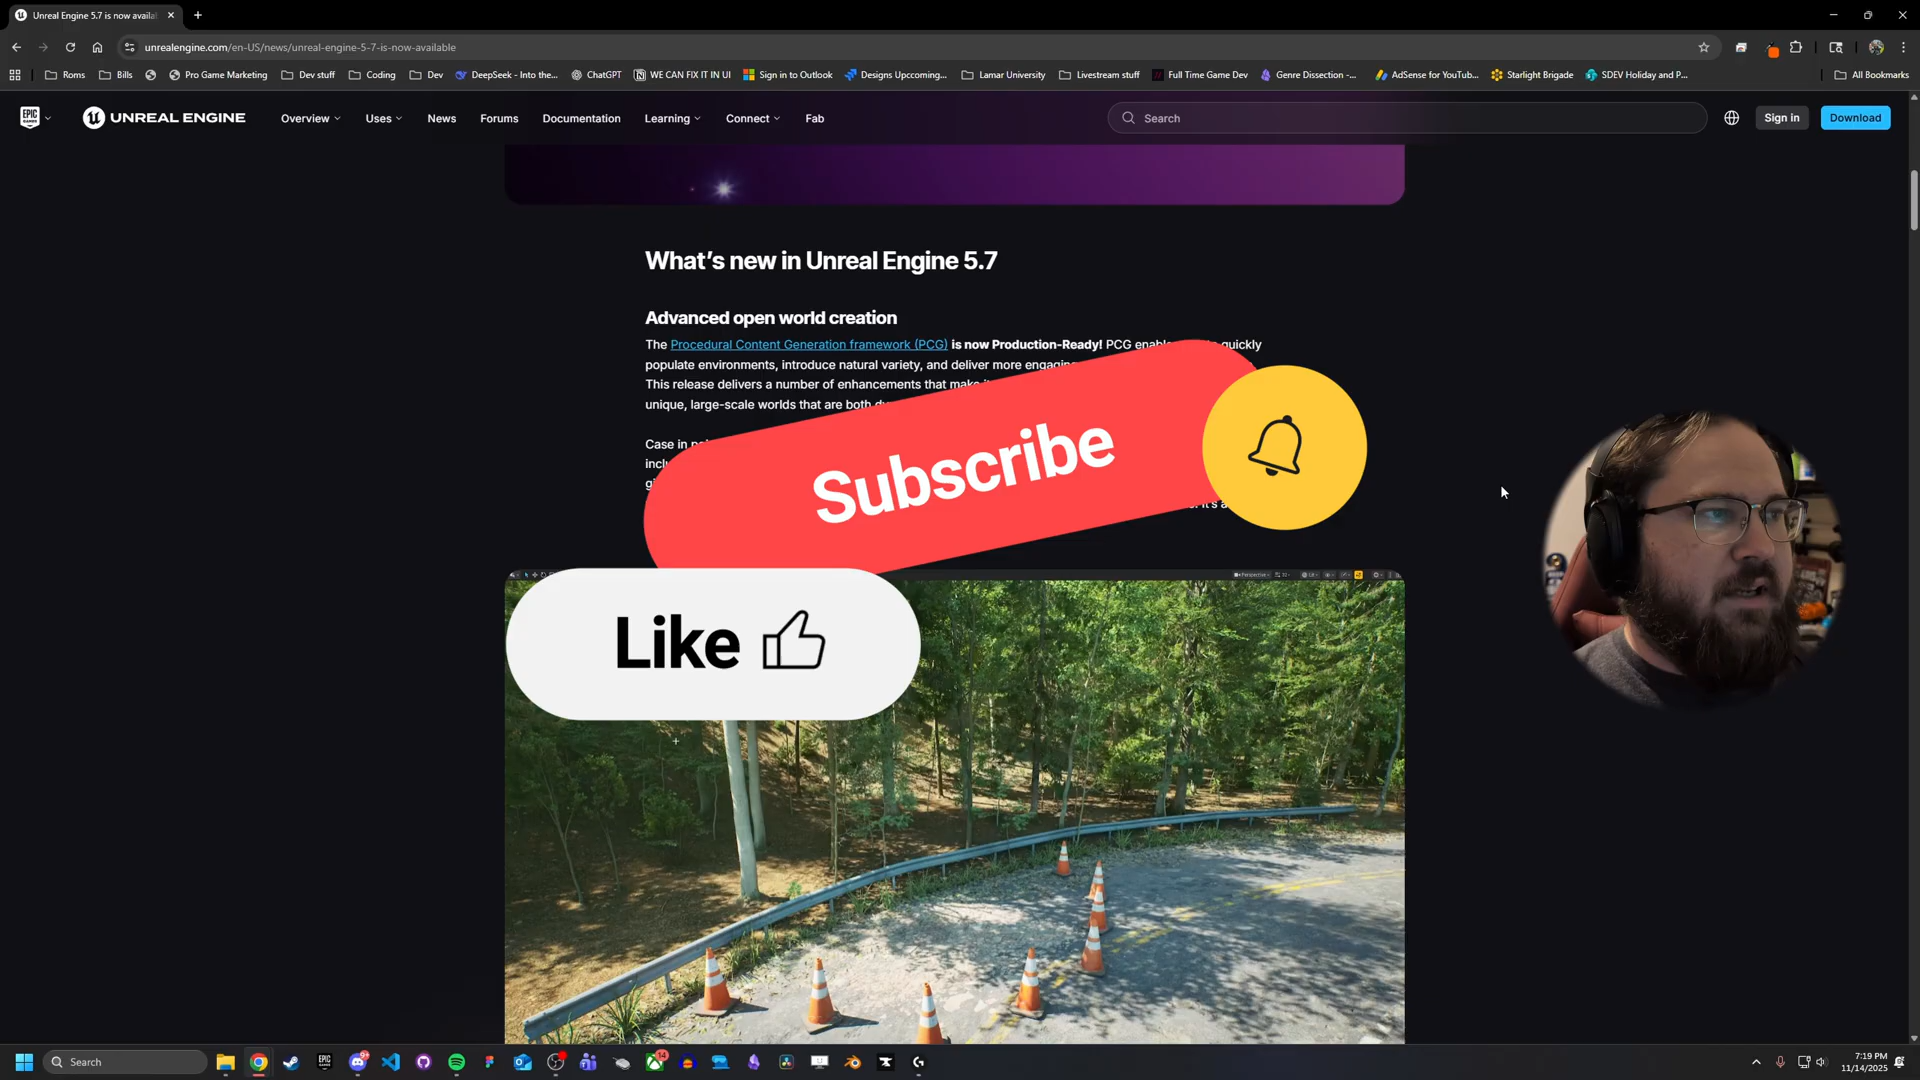 Unreal Engine 5.7 is now availa
unrealengine.com/en-US/news/unreal-engine-5-7-is-now-available
Roms
Bills
Pro Game Marketing
Dev stuff
Coding
Dev
DeepSeek - Into the...
ChatGPT
WE CAN FIX IT IN UI
Sign in to Outlook
Designs Upccoming...
Lamar University
Livestream stuff
Full Time Game Dev
Genre Dissection -...
AdSense for YouTub...
Starlight Brigade
SDEV Holiday and P...
All Bookmarks
EPIC GAMES
UNREAL ENGINE
Overview
Uses
News
Forums
Documentation
Learning
Connect
Fab
Search
Sign in
Download
What's new in Unreal Engine 5.7
Advanced open world creation
The Procedural Content Generation framework (PCG) is now Production-Ready! PCG quickly
populate environments, introduce natural variety, and deliver more engaging
This release delivers a number of enhancements that make
unique, large-scale worlds that are both
Case in
Subscribe
Like
Perspective
Search
EPIC GAMES
14
7:19 PM
11/14/2025